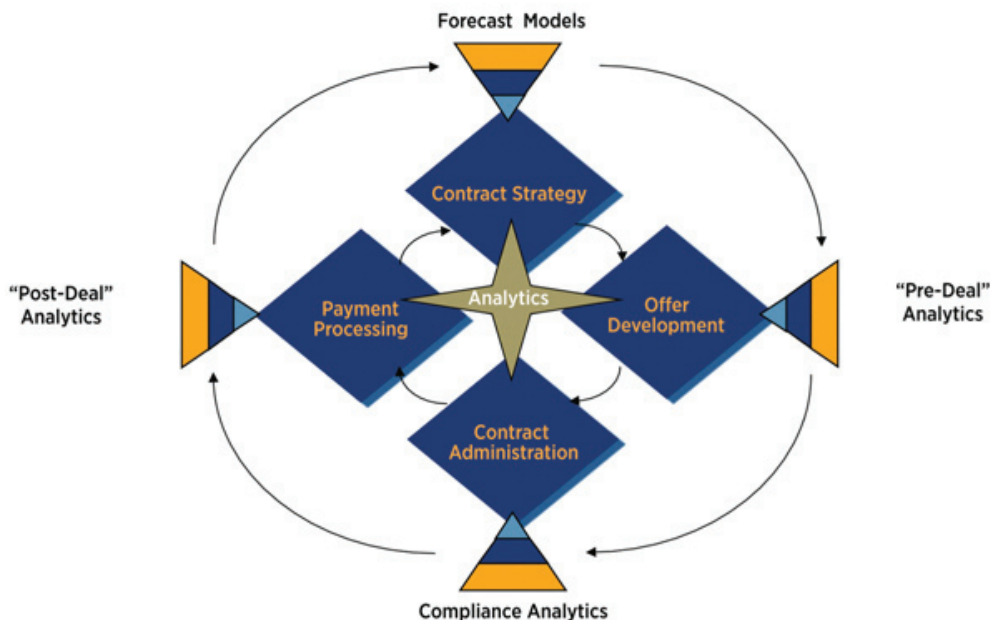 Forecast Models
Contract Strategy
“Post-Deal”
Analytics
Payment
Processing
Analytics
Offer
Development
“Pre-Deal”
Analytics
Contract
Administration
Compliance Analytics